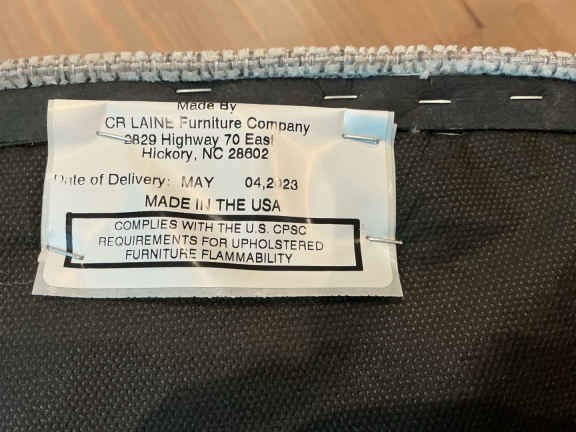 Made By
CR LAINE Furniture Company
2829 Highway 70 East
Hickory, NC 28602
Date of Delivery: MAY 04,2023
MADE IN THE USA
COMPLIES WITH THE U.S. CPSC
REQUIREMENTS FOR UPHOLSTERED
FURNITURE FLAMMABILITY